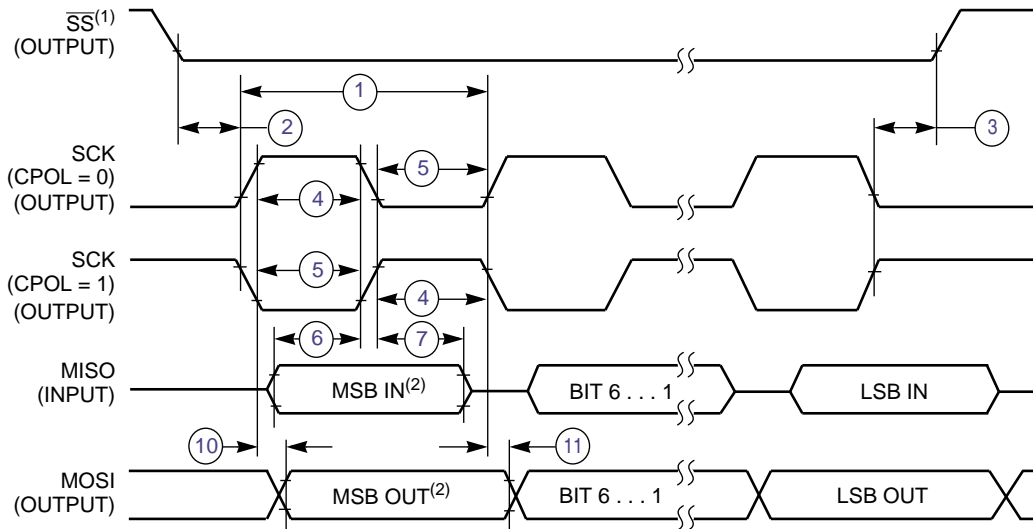 SS(1)
(OUTPUT)
1
2
3
SCK
(CPOL = 0)
(OUTPUT)
5
4
SCK
(CPOL = 1)
(OUTPUT)
5
4
6
7
MISO
(INPUT)
MSB IN(2)
BIT 6 . . . 1
LSB IN
10
11
MOSI
(OUTPUT)
MSB OUT(2)
BIT 6 . . . 1
LSB OUT